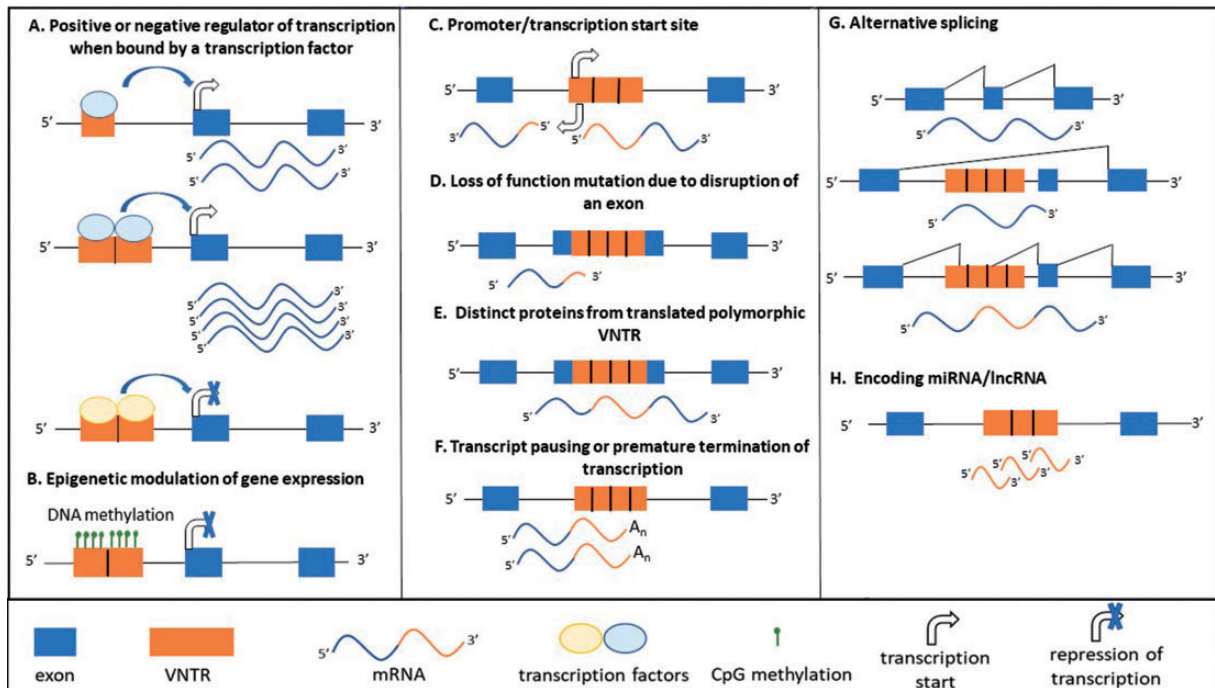 A. Positive or negative regulator of transcription
when bound by a transcription factor
5’ 3’
5’ 3’
5’ 3’
5’ 3’
5’ 3’
5’ 3’
5’ 3’
5’ 3’
5’ 3’
B. Epigenetic modulation of gene expression
DNA methylation
5’ 3’
C. Promoter/transcription start site
5’ 3’
3’ 5’ 5’ 3’
D. Loss of function mutation due to disruption of
an exon
5’ 3’
5’ 3’
E. Distinct proteins from translated polymorphic
VNTR
5’ 3’
5’ 3’
F. Transcript pausing or premature termination of
transcription
5’ 3’
5’ An
5’ An
G. Alternative splicing
5’ 3’
5’ 3’
5’ 3’
5’ 3’
5’ 3’
5’ 3’
H. Encoding miRNA/lncRNA
5’ 3’
5’ 5’ 5’ 3’
3’ 3’
exon
VNTR
5’ 3’
mRNA
transcription factors
CpG methylation
transcription
start
repression of
transcription